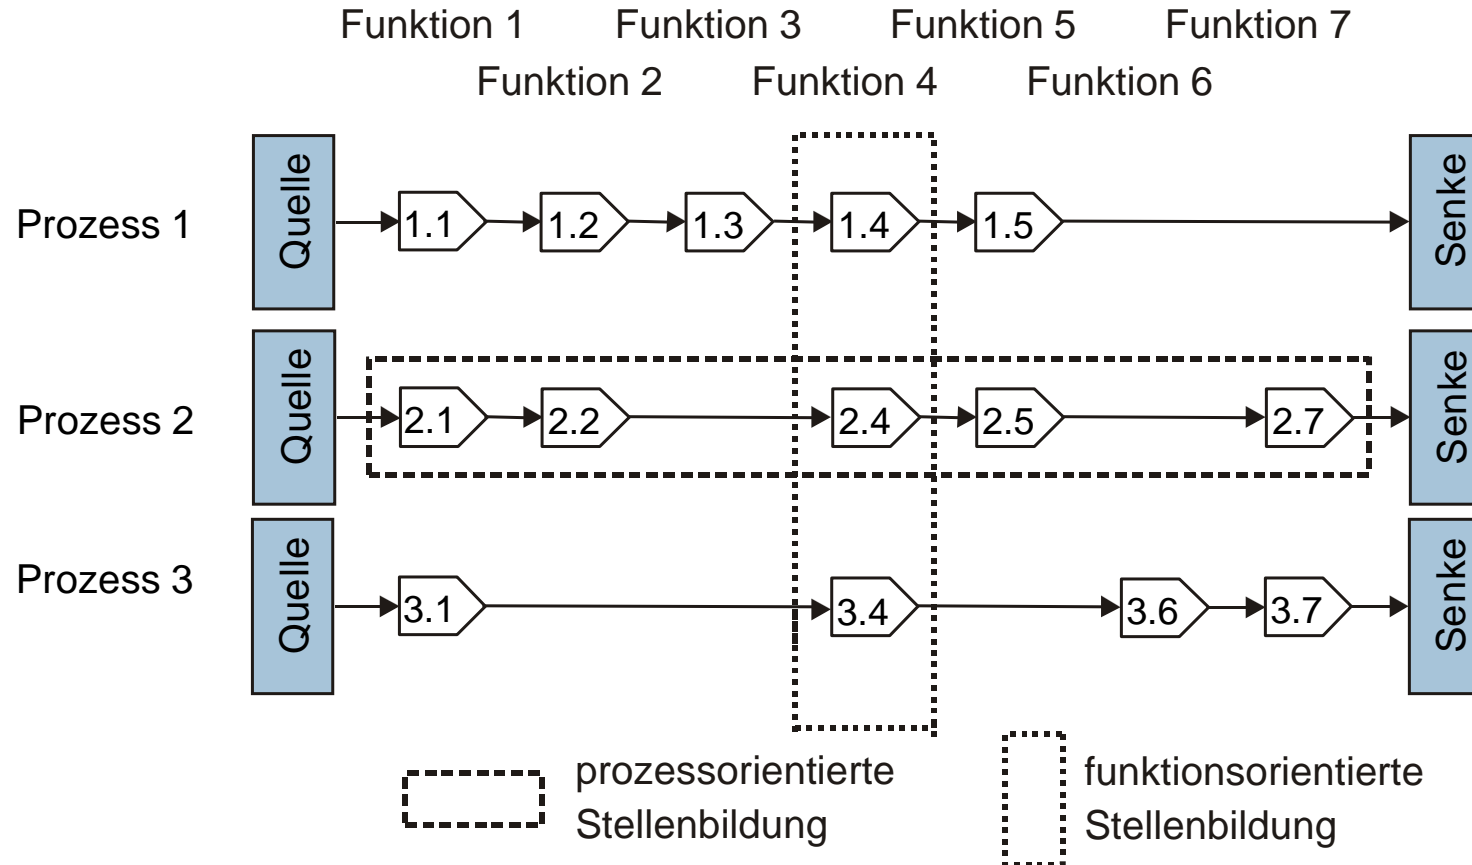 Funktion 1 Funktion 3 Funktion 5 Funktion 7
Funktion 2 Funktion 4 Funktion 6
Prozess 1 Quelle 1.1 1.2 1.3 1.4 1.5 Senke
Prozess 2 Quelle 2.1 2.2 2.4 2.5 2.7 Senke
Prozess 3 Quelle 3.1 3.4 3.6 3.7 Senke
prozessorientierte
Stellenbildung
funktionsorientierte
Stellenbildung